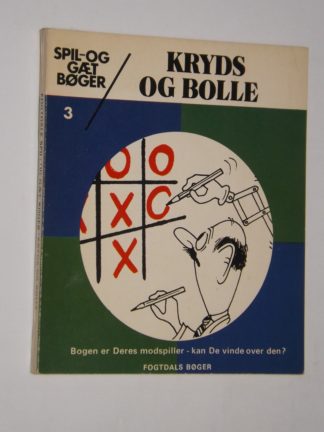 SPIL-OG
GÆT
BØGER
KRYDS
OG BOLLE
3
O O
X O
X
Bogen er Deres modspiller - kan De vinde over den?
FOGTDALS BØGER